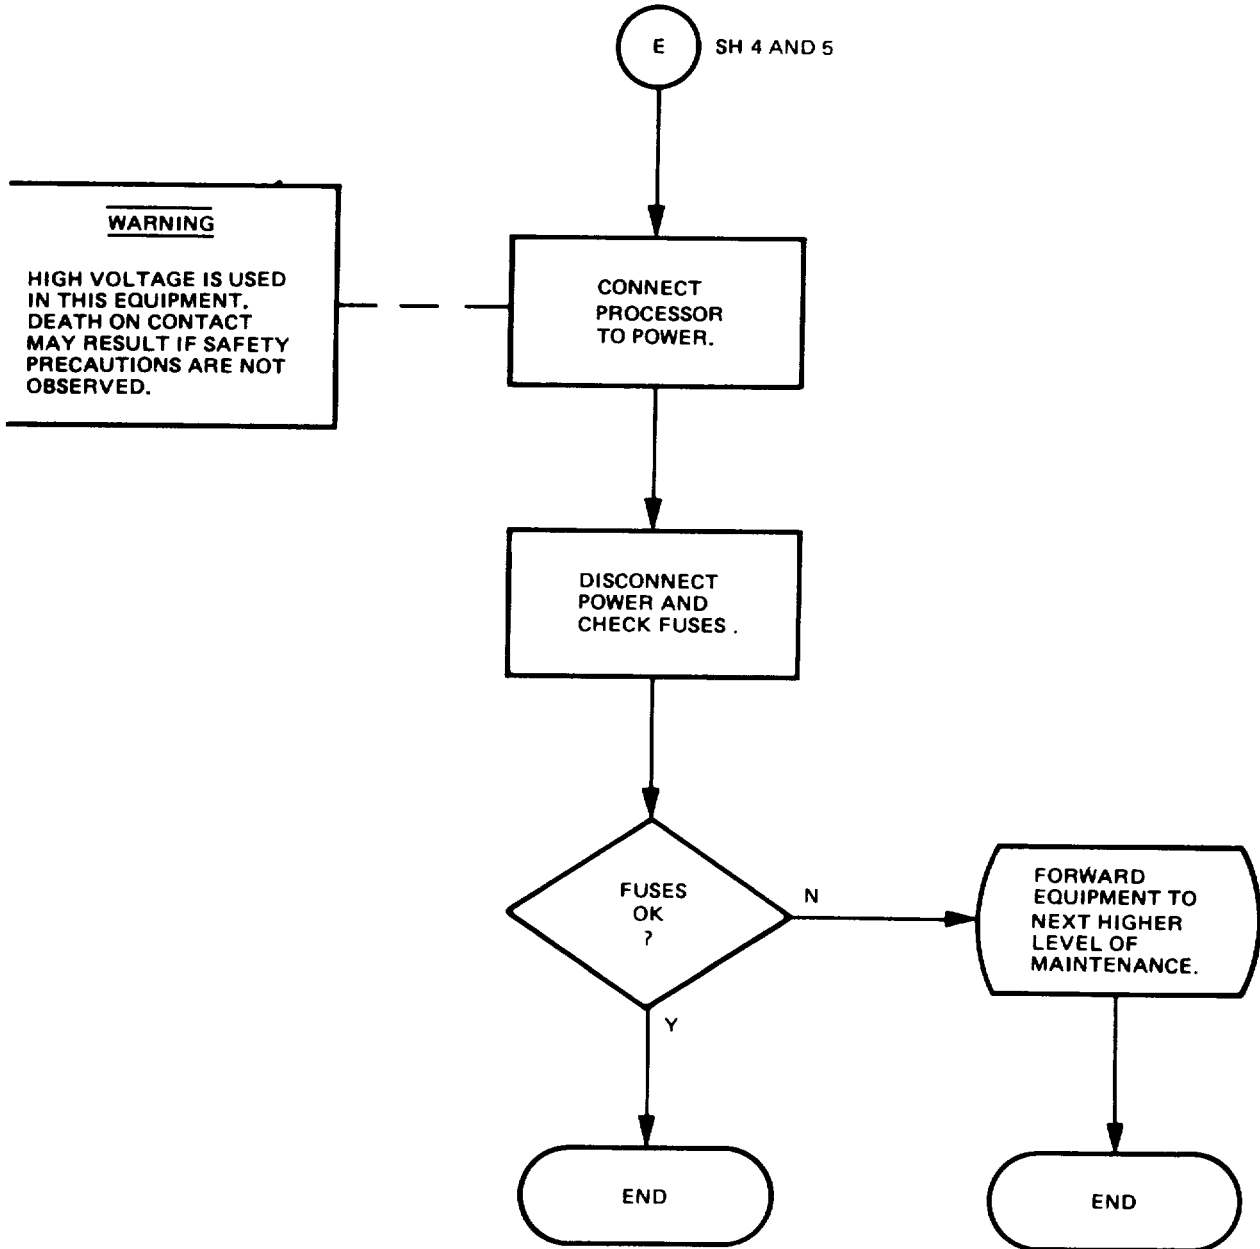 E
SH 4 AND 5
WARNING
HIGH VOLTAGE IS USED
IN THIS EQUIPMENT.
DEATH ON CONTACT
MAY RESULT IF SAFETY
PRECAUTIONS ARE NOT
OBSERVED.
CONNECT
PROCESSOR
TO POWER.
DISCONNECT
POWER AND
CHECK FUSES .
FUSES
OK
?
N
FORWARD
EQUIPMENT TO
NEXT HIGHER
LEVEL OF
MAINTENANCE.
Y
END
END